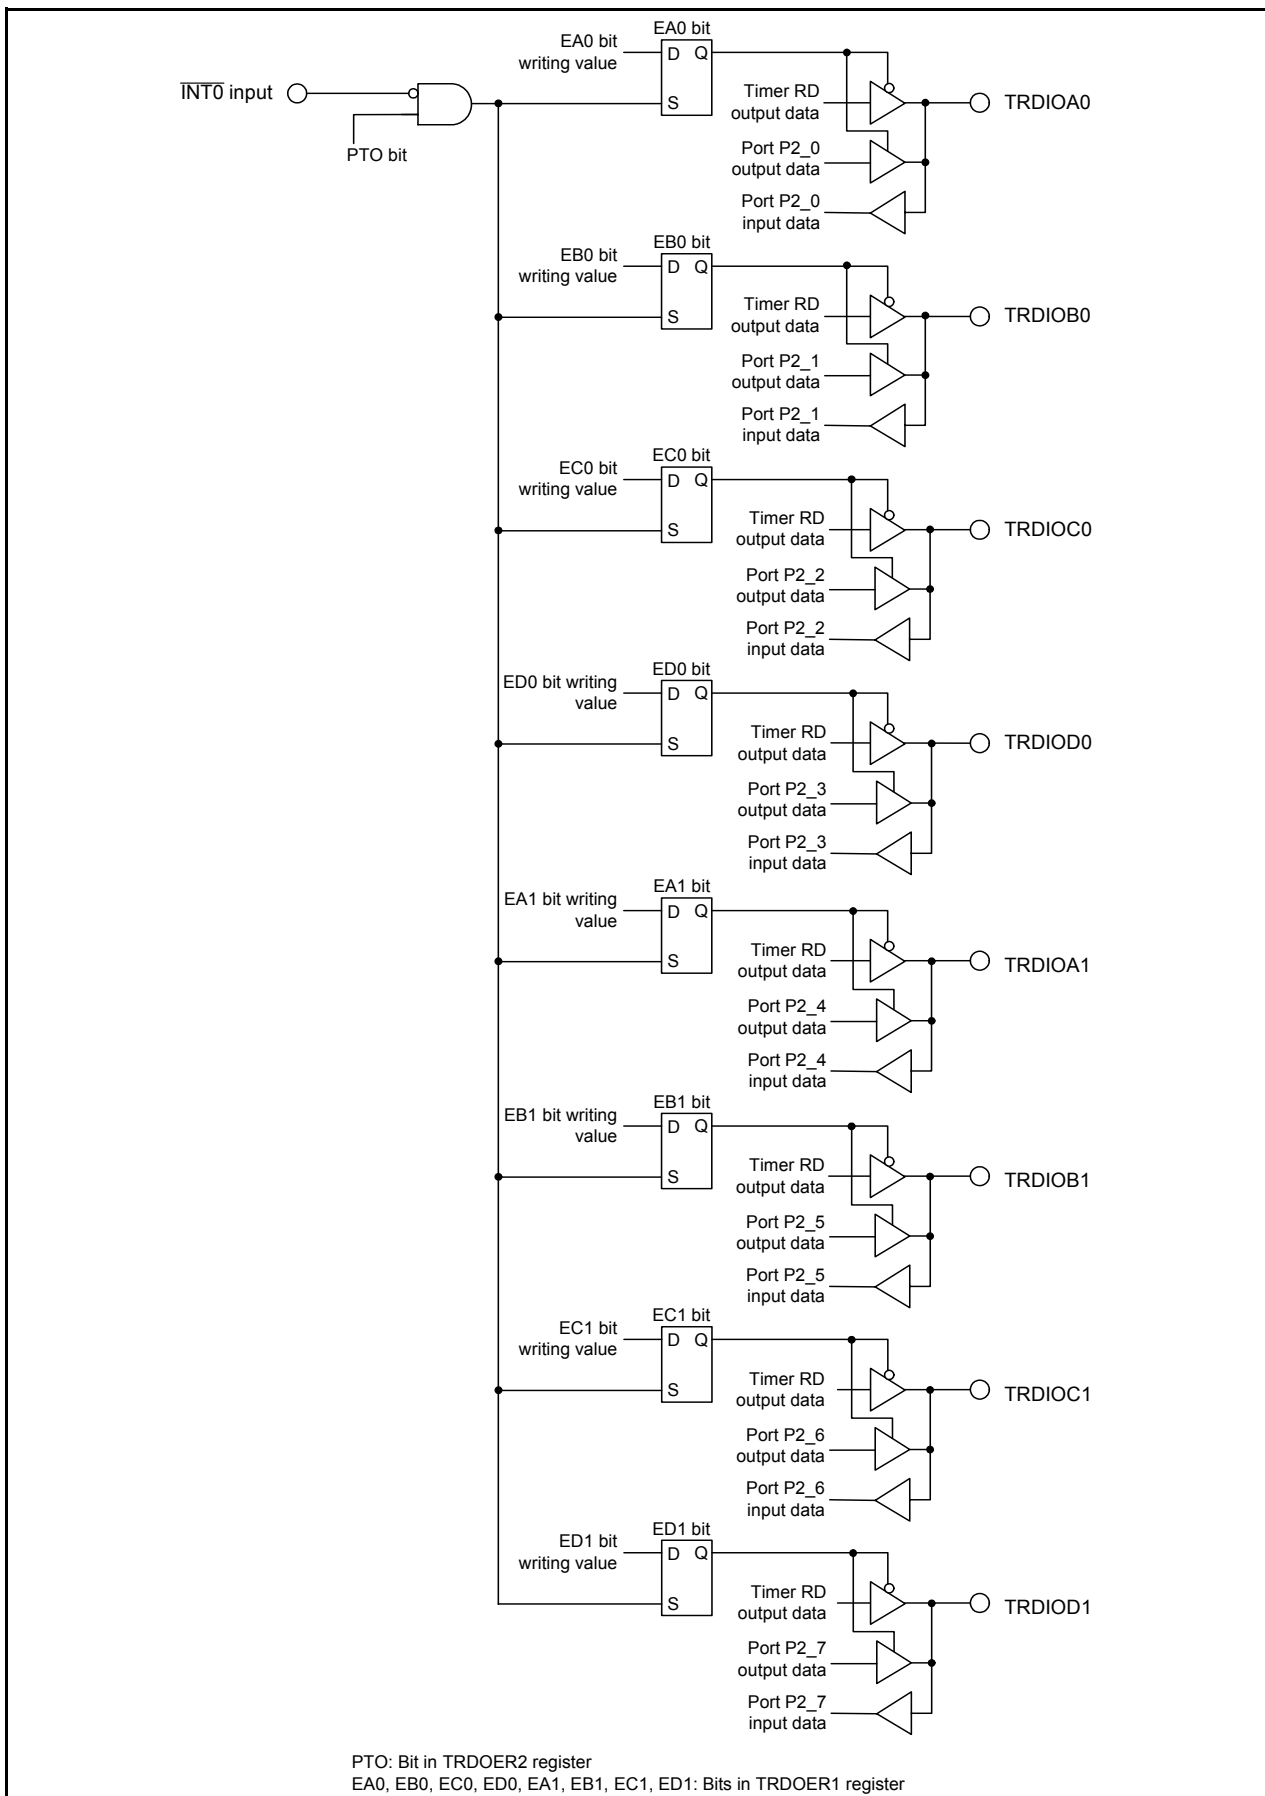 EA0 bit
EA0 bit
writing value
D Q
S
INT0 input
PTO bit
Timer RD
output data
TRDIOA0
Port P2_0
output data
Port P2_0
input data
EB0 bit
EB0 bit
writing value
D Q
S
Timer RD
output data
TRDIOB0
Port P2_1
output data
Port P2_1
input data
EC0 bit
EC0 bit
writing value
D Q
S
Timer RD
output data
TRDIOC0
Port P2_2
output data
Port P2_2
input data
ED0 bit
ED0 bit writing
value
D Q
S
Timer RD
output data
TRDIOD0
Port P2_3
output data
Port P2_3
input data
EA1 bit
EA1 bit writing
value
D Q
S
Timer RD
output data
TRDIOA1
Port P2_4
output data
Port P2_4
input data
EB1 bit
EB1 bit writing
value
D Q
S
Timer RD
output data
TRDIOB1
Port P2_5
output data
Port P2_5
input data
EC1 bit
EC1 bit
writing value
D Q
S
Timer RD
output data
TRDIOC1
Port P2_6
output data
Port P2_6
input data
ED1 bit
ED1 bit
writing value
D Q
S
Timer RD
output data
TRDIOD1
Port P2_7
output data
Port P2_7
input data
PTO: Bit in TRDOER2 register
EA0, EB0, EC0, ED0, EA1, EB1, EC1, ED1: Bits in TRDOER1 register